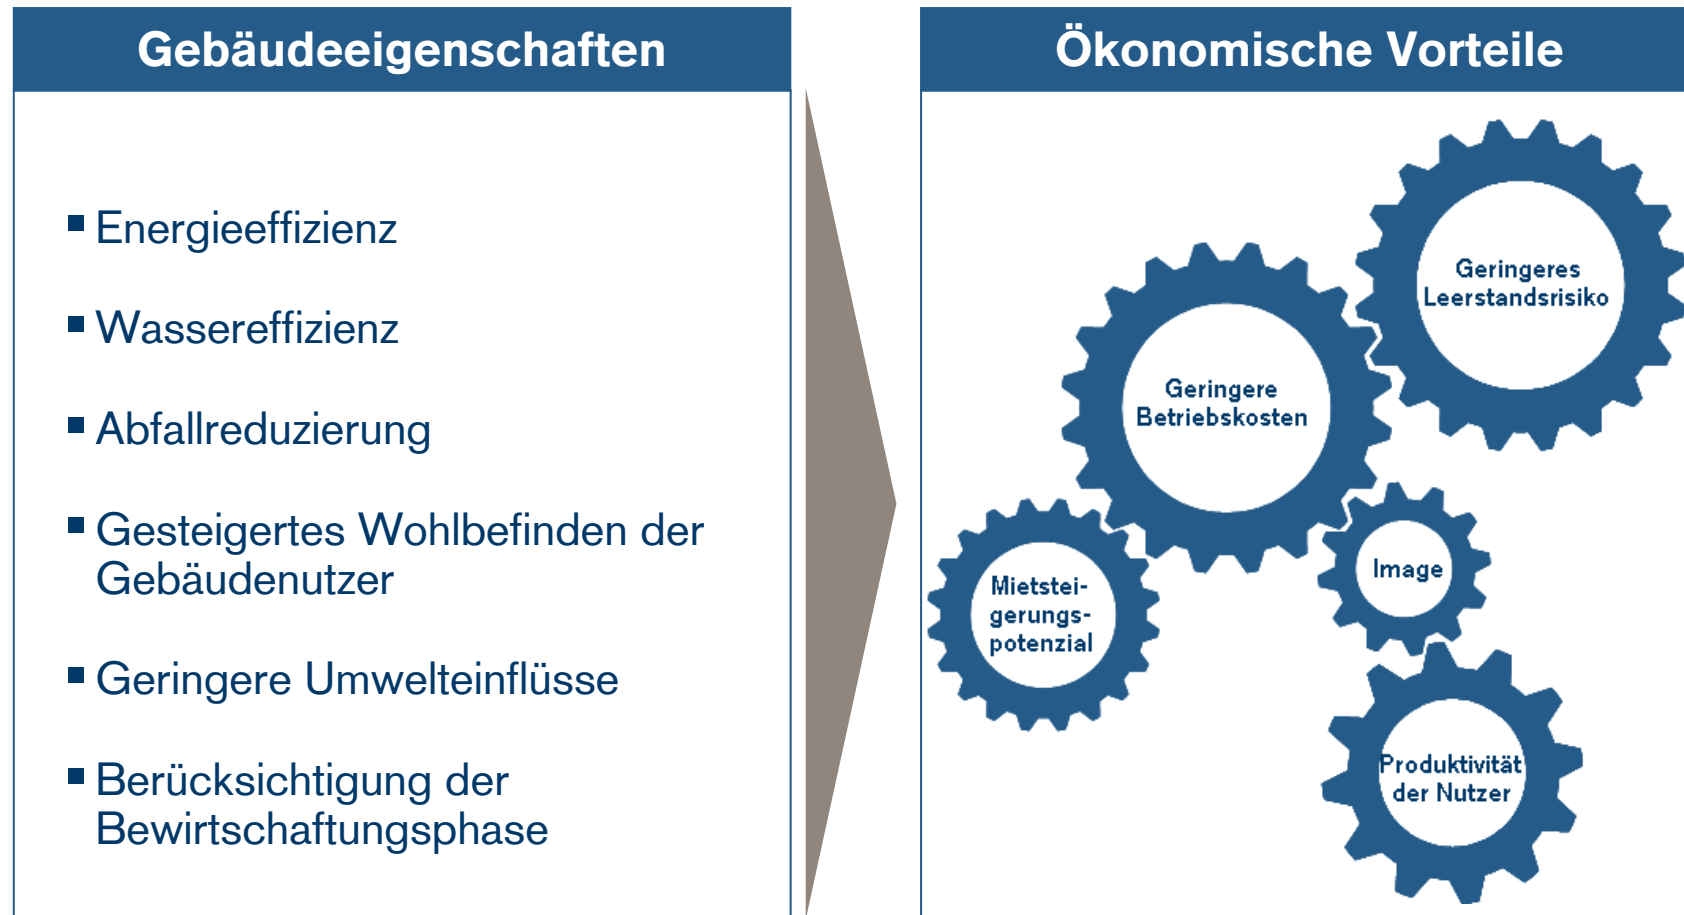 Gebäudeeigenschaften
Energieeffizienz
Wassereffizienz
Abfallreduzierung
Gesteigertes Wohlbefinden der
Gebäudenutzer
Geringere Umwelteinflüsse
Berücksichtigung der
Bewirtschaftungsphase
Ökonomische Vorteile
Geringeres
Leerstandsrisiko
Geringere
Betriebskosten
Mietstei-
gerungs-
potenzial
Image
Produktivität
der Nutzer